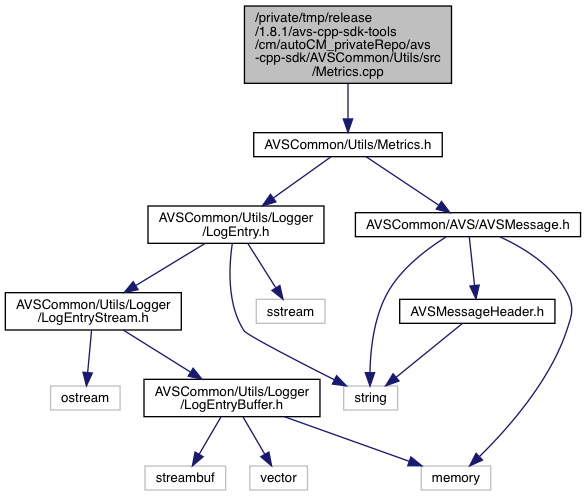 /private/tmp/release
/1.8.1/avs-cpp-sdk-tools
/cm/autoCM_privateRepo/avs
-cpp-sdk/AVSCommon/Utils/src
/Metrics.cpp
AVSCommon/Utils/Metrics.h
AVSCommon/Utils/Logger
/LogEntry.h
AVSCommon/AVS/AVSMessage.h
AVSCommon/Utils/Logger
/LogEntryStream.h
sstream
AVSMessageHeader.h
ostream
AVSCommon/Utils/Logger
/LogEntryBuffer.h
string
streambuf
vector
memory